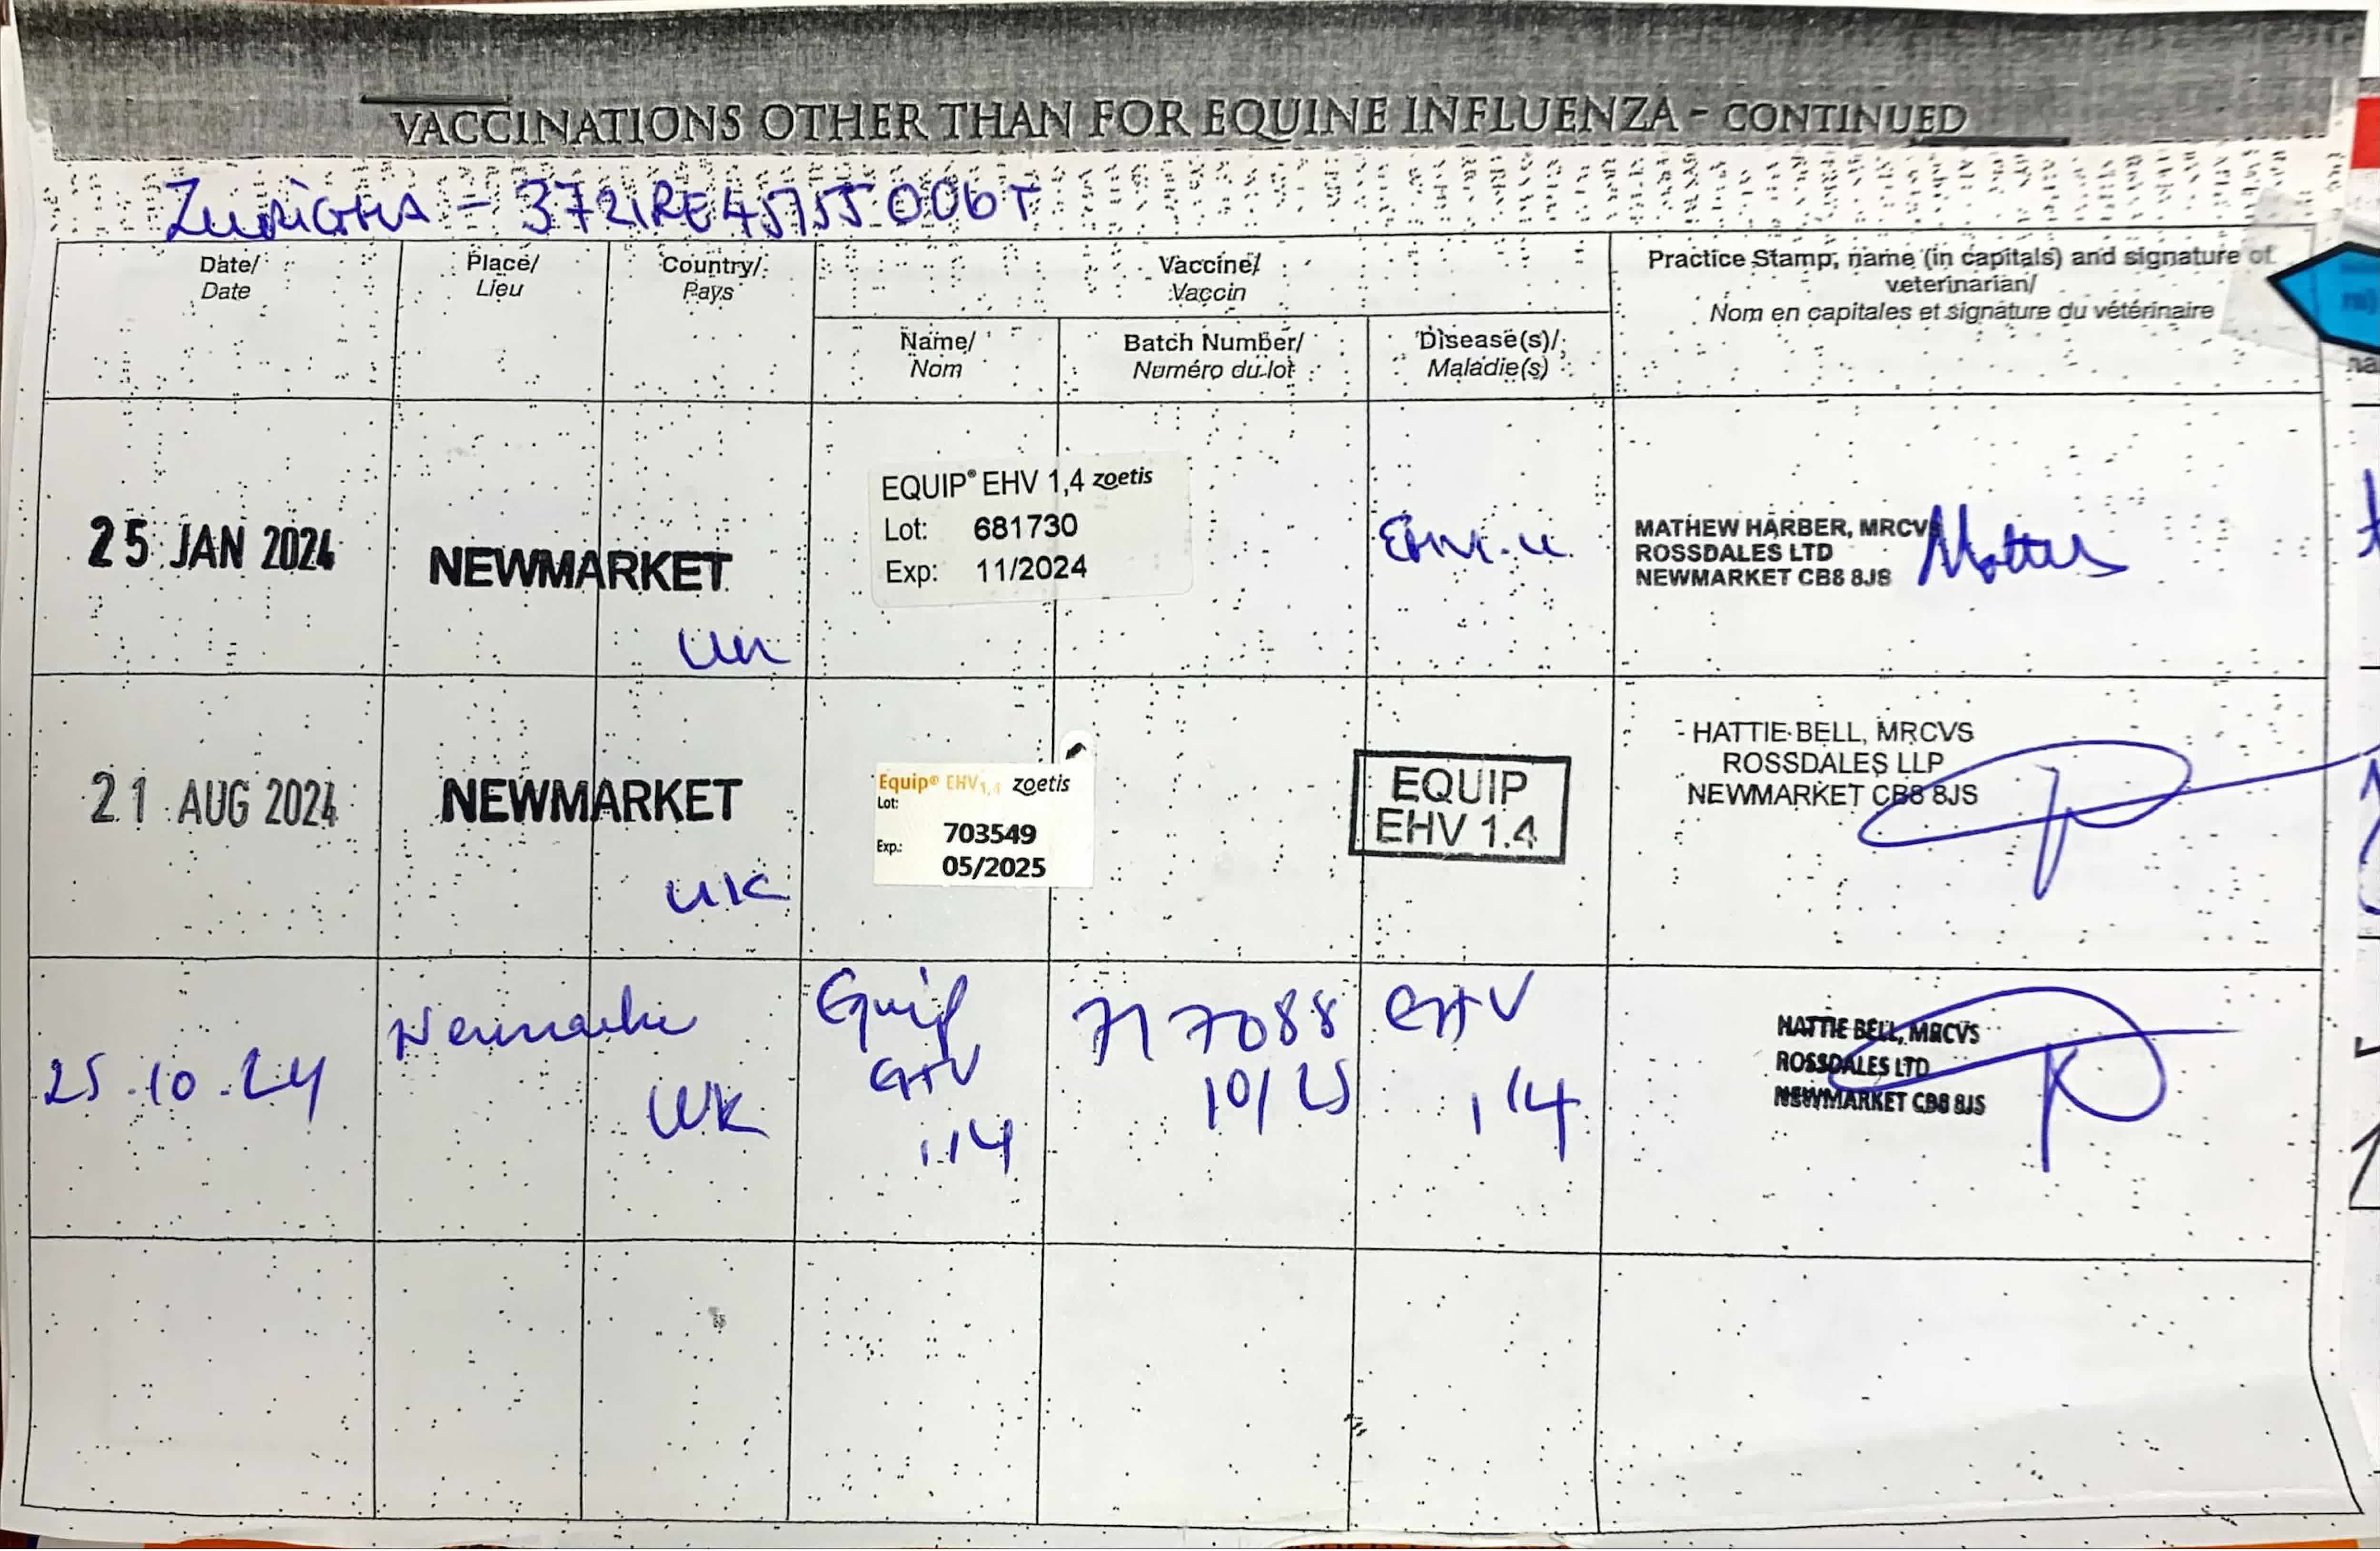 VACCINATIONS OTHER THAN FOR EQUINE INFLUENZA - CONTINUED
372IRE45755006T
Date/
Date
Place/
Lieu
Country/
Pays
Vaccine/
Vaccin
Practice Stamp, name (in capitals) and signature of
veterinarian/
Nom en capitales et signature du vétérinaire
Name/
Nom
Batch Number/
Numéro du lot
Disease(s)/
Maladie(s)
25 JAN 2024
NEWMARKET
UK
EQUIP® EHV 1,4 zoetis
Lot: 681730
Exp: 11/2024
MATHEW HARBER, MRCVS
ROSSDALES LTD
NEWMARKET CB8 8JS
21 AUG 2024
NEWMARKET
UK
Equip® EHV 1,4 zoetis
Lot:
703549
Exp.:
05/2025
EQUIP
EHV 1.4
HATTIE BELL, MRCVS
ROSSDALES LLP
NEWMARKET CB8 8JS
25.10.24
Newmarket
UK
Equip
EHV
1,4
717088
10/25
EHV
1,4
HATTIE BELL, MRCVS
ROSSDALES LTD
NEWMARKET CB8 8JS